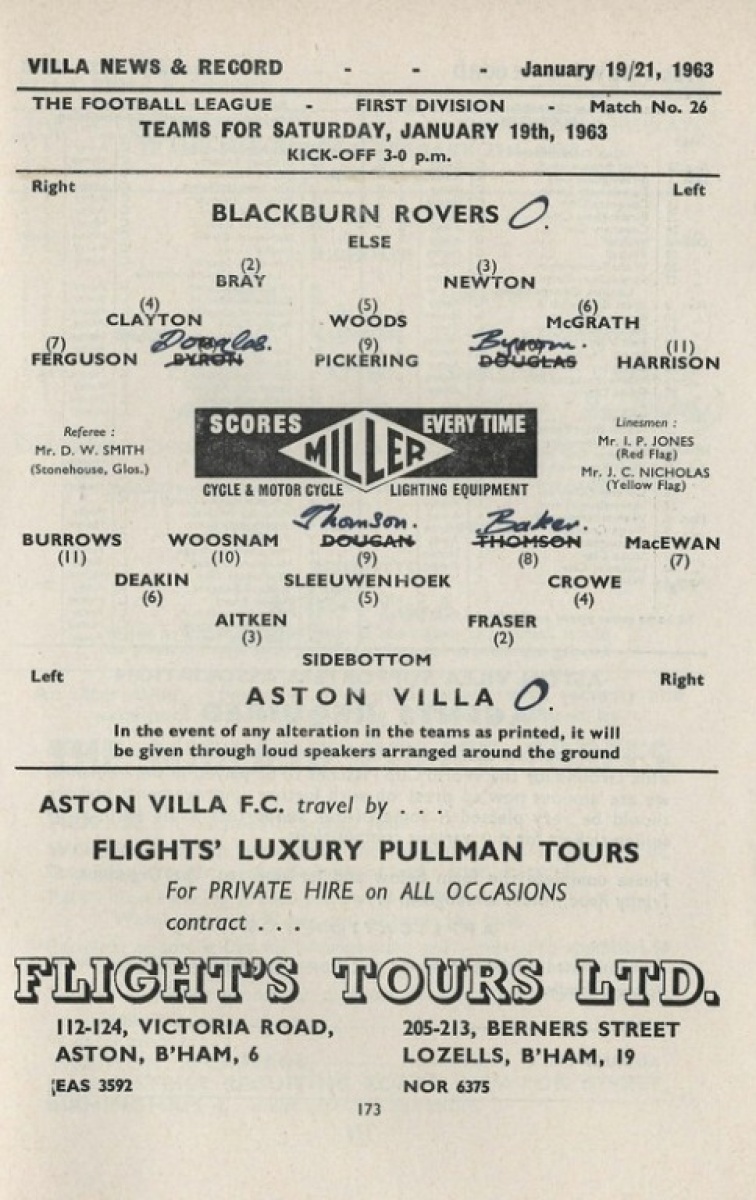 VILLA NEWS & RECORD - - - January 19/21, 1963
THE FOOTBALL LEAGUE - FIRST DIVISION - Match No. 26
TEAMS FOR SATURDAY, JANUARY 19th, 1963
KICK-OFF 3-0 p.m.
Right Left
BLACKBURN ROVERS 0.
ELSE
(2) (3)
BRAY NEWTON
(4) (5) (6)
CLAYTON WOODS McGRATH
Douglas. Byrom.
(7) (9) (11)
FERGUSON BYRON PICKERING DOUGLAS HARRISON
SCORES EVERY TIME
MILLER
CYCLE & MOTOR CYCLE LIGHTING EQUIPMENT
Referee :
Mr. D. W. SMITH
(Stonehouse, Glos.)
Linesmen :
Mr. I. P. JONES
(Red Flag)
Mr. J. C. NICHOLAS
(Yellow Flag)
Thomson. Baker.
BURROWS WOOSNAM DOUGAN THOMSON MacEWAN
(11) (10) (9) (8) (7)
DEAKIN SLEEUWENHOEK CROWE
(6) (5) (4)
AITKEN FRASER
(3) (2)
SIDEBOTTOM
Left Right
ASTON VILLA 0.
In the event of any alteration in the teams as printed, it will
be given through loud speakers arranged around the ground
ASTON VILLA F.C. travel by . . .
FLIGHTS' LUXURY PULLMAN TOURS
For PRIVATE HIRE on ALL OCCASIONS
contract . . .
FLIGHT'S TOURS LTD.
112-124, VICTORIA ROAD, 205-213, BERNERS STREET
ASTON, B'HAM, 6 LOZELLS, B'HAM, 19
EAS 3592 NOR 6375
173